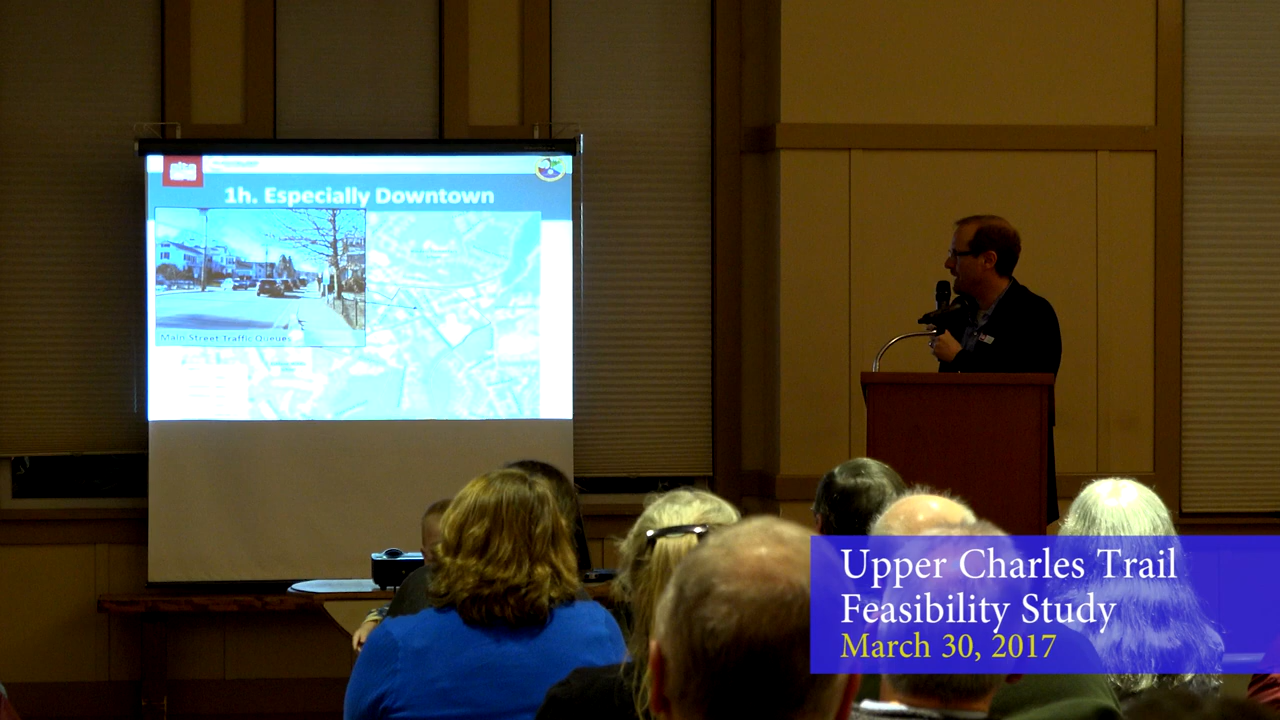 1h. Especially Downtown
Main Street Traffic Queues
Upper Charles Trail
Feasibility Study
March 30, 2017